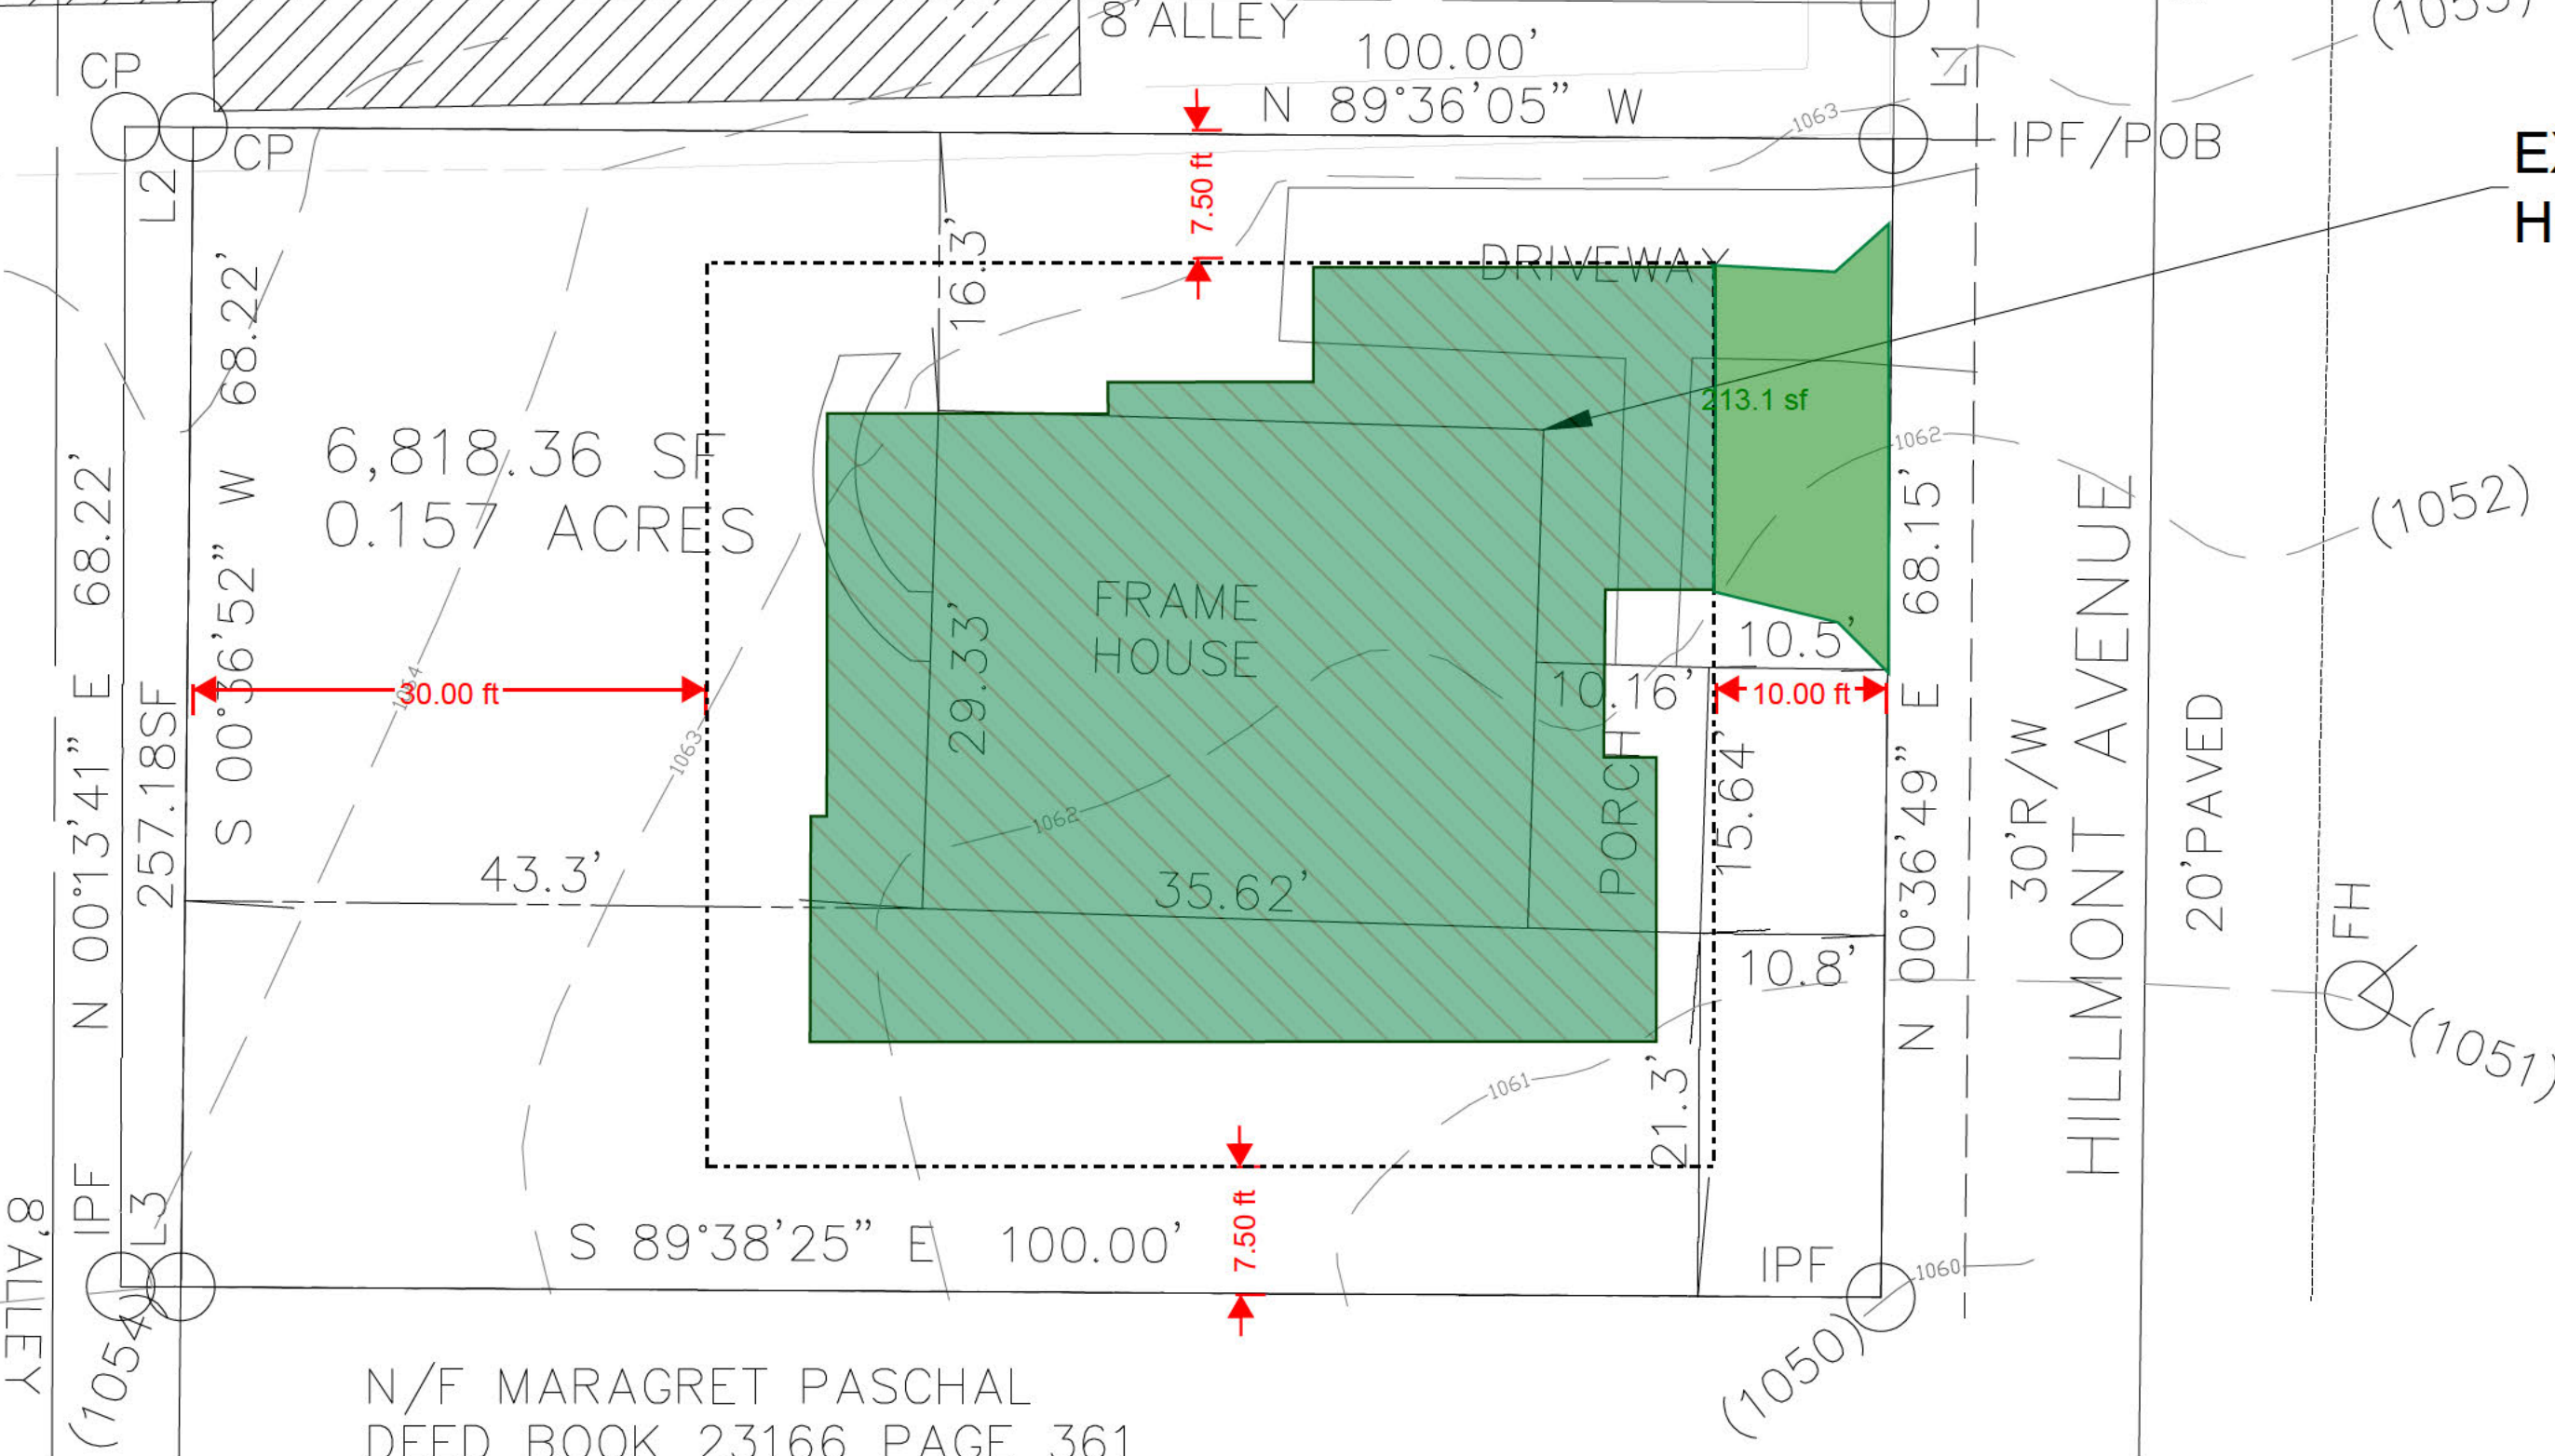 8'ALLEY
100.00'
N 89°36'05" W
L1
CP
CP
L2
1063
IPF/POB
7.50 ft
16.3'
DRIVEWAY
S 00°36'52" W 68.22'
6,818.36 SF
0.157 ACRES
213.1 sf
1062
(1052)
N 00°13'41" E 68.22'
257.18SF
FRAME
HOUSE
29.33'
10.5'
10.16'
10.00 ft
30.00 ft
1064
1063
1062
PORCH
15.64'
N 00°36'49" E 68.15'
30'R/W
HILLMONT AVENUE
20'PAVED
43.3'
35.62'
10.8'
FH
(1051)
21.3'
1061
IPF
L3
8'ALLEY
S 89°38'25" E 100.00'
7.50 ft
IPF
1060
(1050)
(1054)
N/F MARAGRET PASCHAL
DEED BOOK 23166 PAGE 361